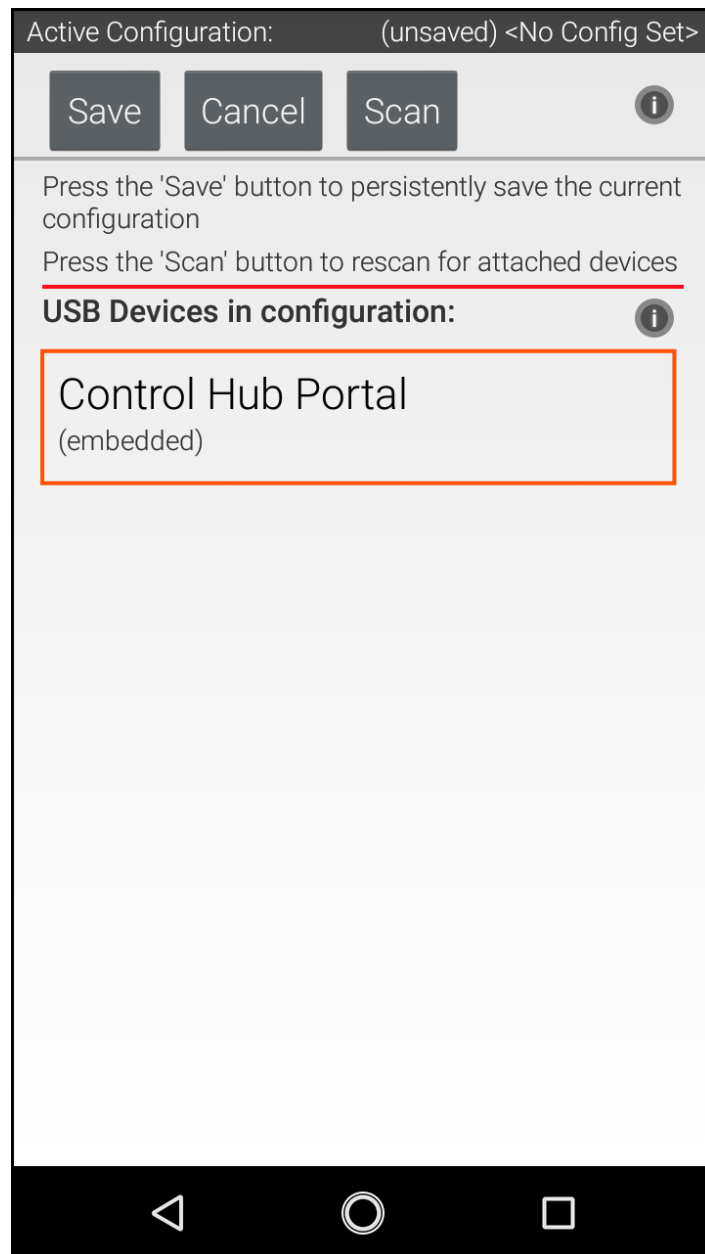 Active Configuration: (unsaved) <No Config Set>
Save Cancel Scan i
Press the 'Save' button to persistently save the current
configuration
Press the 'Scan' button to rescan for attached devices
USB Devices in configuration: i
Control Hub Portal
(embedded)